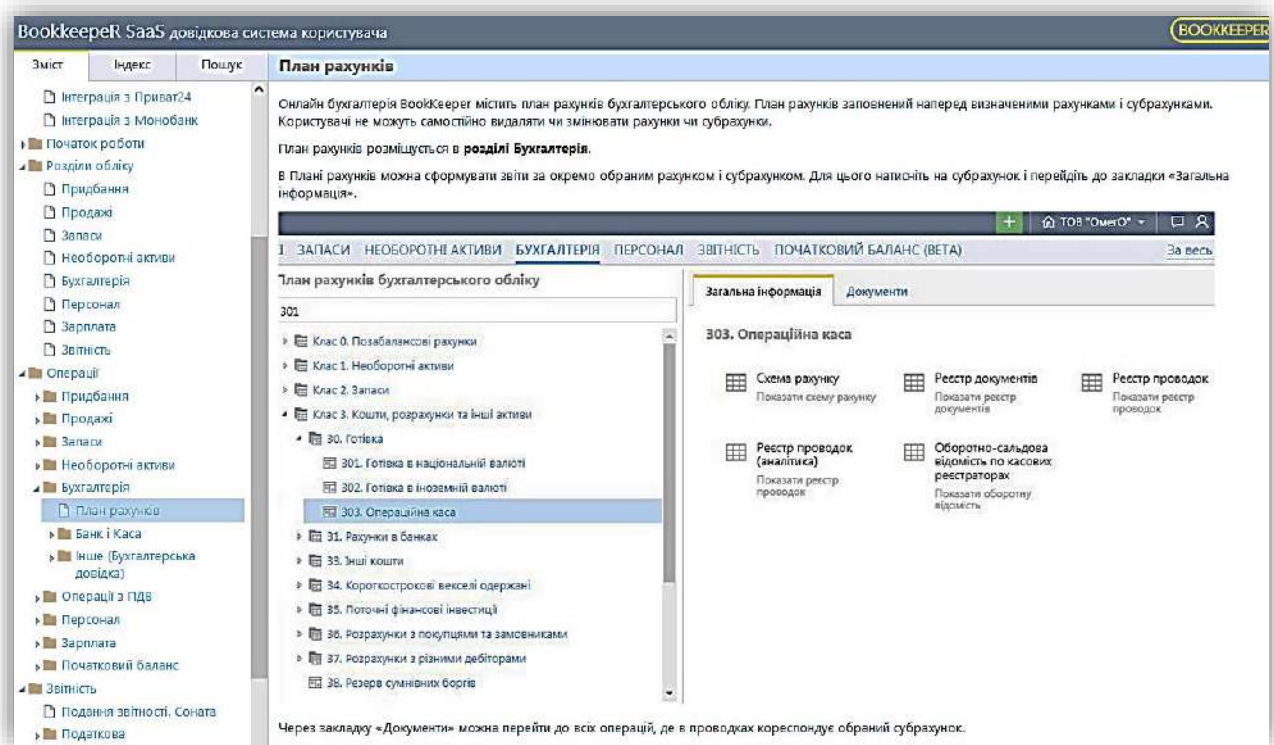 BookkeepeR SaaS довідкова система користувача
BOOKKEEPER
Зміст Індекс Пошук
Інтеграція з Приват24
Інтеграція з Монобанк
Початок роботи
Розділи обліку
Придбання
Продажі
Запаси
Необоротні активи
Бухгалтерія
Персонал
Зарплата
Звітність
Операції
Придбання
Продажі
Запаси
Необоротні активи
Бухгалтерія
План рахунків
Банк і Каса
Інше (Бухгалтерська
довідка)
Операції з ПДВ
Персонал
Зарплата
Початковий баланс
Звітність
Подання звітності. Соната
Податкова
План рахунків
Онлайн бухгалтерія BookKeeper містить план рахунків бухгалтерського обліку. План рахунків заповнений наперед визначеними рахунками і субрахунками.
Користувачі не можуть самостійно видаляти чи змінювати рахунки чи субрахунки.
План рахунків розміщується в розділі Бухгалтерія.
В Плані рахунків можна сформувати звіти за окремо обраним рахунком і субрахунком. Для цього натисніть на субрахунок і перейдіть до закладки «Загальна
інформація».
+ ТОВ "ОмегО"
І ЗАПАСИ НЕОБОРОТНІ АКТИВИ БУХГАЛТЕРІЯ ПЕРСОНАЛ ЗВІТНІСТЬ ПОЧАТКОВИЙ БАЛАНС (BETA) За весь
План рахунків бухгалтерського обліку
301
Клас 0. Позабалансові рахунки
Клас 1. Необоротні активи
Клас 2. Запаси
Клас 3. Кошти, розрахунки та інші активи
30. Готівка
301. Готівка в національній валюті
302. Готівка в іноземній валюті
303. Операційна каса
31. Рахунки в банках
33. Інші кошти
34. Короткострокові векселі одержані
35. Поточні фінансові інвестиції
36. Розрахунки з покупцями та замовниками
37. Розрахунки з різними дебіторами
38. Резерв сумнівних боргів
Загальна інформація Документи
303. Операційна каса
Схема рахунку
Показати схему рахунку
Реєстр документів
Показати реєстр
документів
Реєстр проводок
Показати реєстр
проводок
Реєстр проводок
(аналітика)
Показати реєстр
проводок
Оборотно-сальдова
відомість по касових
реєстраторах
Показати оборотну
відомість
Через закладку «Документи» можна перейти до всіх операцій, де в проводках кореспондує обраний субрахунок.